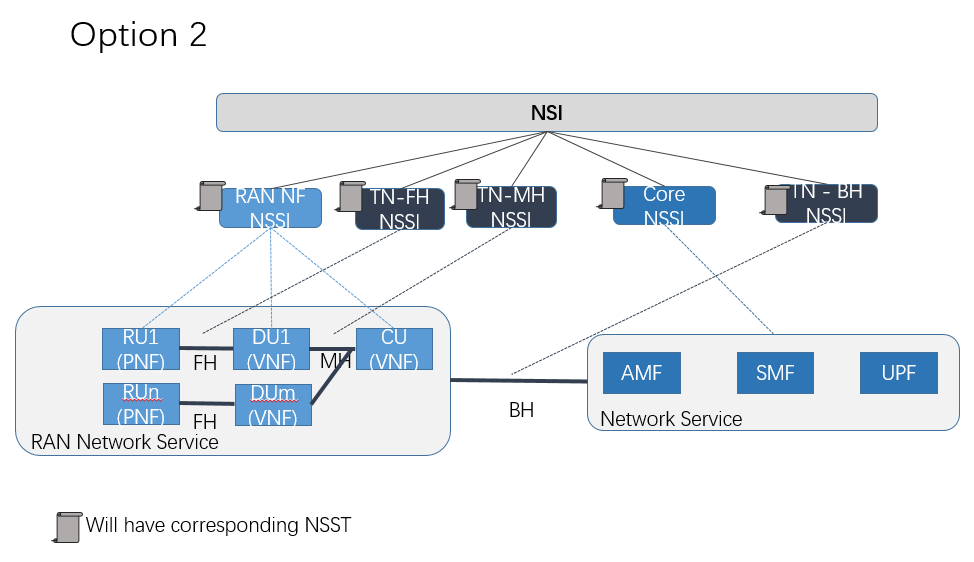 Option 2
NSI
RAN NF
NSSI
TN-FH
NSSI
TN-MH
NSSI
Core
NSSI
TN - BH
NSSI
RU1
(PNF)
FH
DU1
(VNF)
MH
CU
(VNF)
RUn
(PNF)
FH
DUm
(VNF)
RAN Network Service
BH
AMF
SMF
UPF
Network Service
Will have corresponding NSST